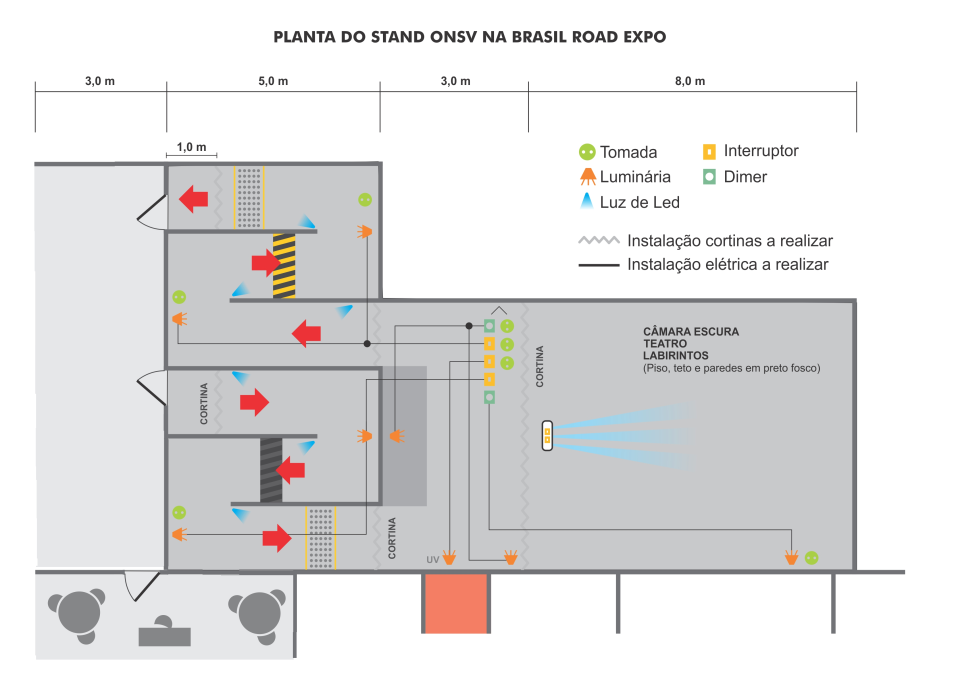 PLANTA DO STAND ONSV NA BRASIL ROAD EXPO
3,0 m
5,0 m
3,0 m
8,0 m
1,0 m
Tomada
Interruptor
Luminária
Dimer
Luz de Led
Instalação cortinas a realizar
Instalação elétrica a realizar
CÂMARA ESCURA
TEATRO
LABIRINTOS
(Piso, teto e paredes em preto fosco)
CORTINA
CORTINA
CORTINA
UV